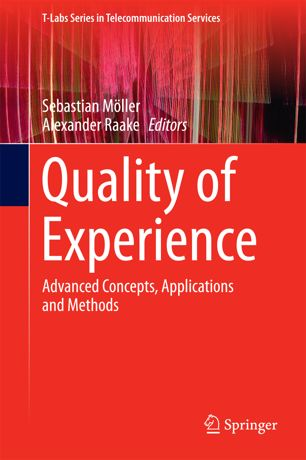 T-Labs Series in Telecommunication Services
Sebastian Möller
Alexander Raake Editors
Quality of
Experience
Advanced Concepts, Applications
and Methods
Springer